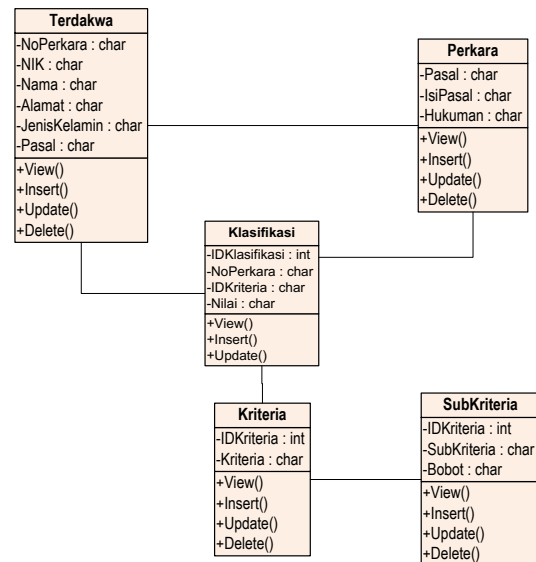 Terdakwa
-NoPerkara : char
-NIK : char
-Nama : char
-Alamat : char
-JenisKelamin : char
-Pasal : char
+View()
+Insert()
+Update()
+Delete()
Perkara
-Pasal : char
-IsiPasal : char
-Hukuman : char
+View()
+Insert()
+Update()
+Delete()
Klasifikasi
-IDKlasifikasi : int
-NoPerkara : char
-IDKriteria : char
-Nilai : char
+View()
+Insert()
+Update()
Kriteria
-IDKriteria : int
-Kriteria : char
+View()
+Insert()
+Update()
+Delete()
SubKriteria
-IDKriteria : int
-SubKriteria : char
-Bobot : char
+View()
+Insert()
+Update()
+Delete()